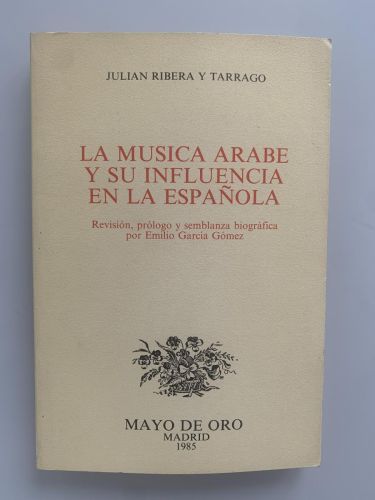 JULIAN RIBERA Y TARRAGO
LA MUSICA ARABE
Y SU INFLUENCIA
EN LA ESPAÑOLA
Revisión, prólogo y semblanza biográfica
por Emilio García Gómez
MAYO DE ORO
MADRID
1985